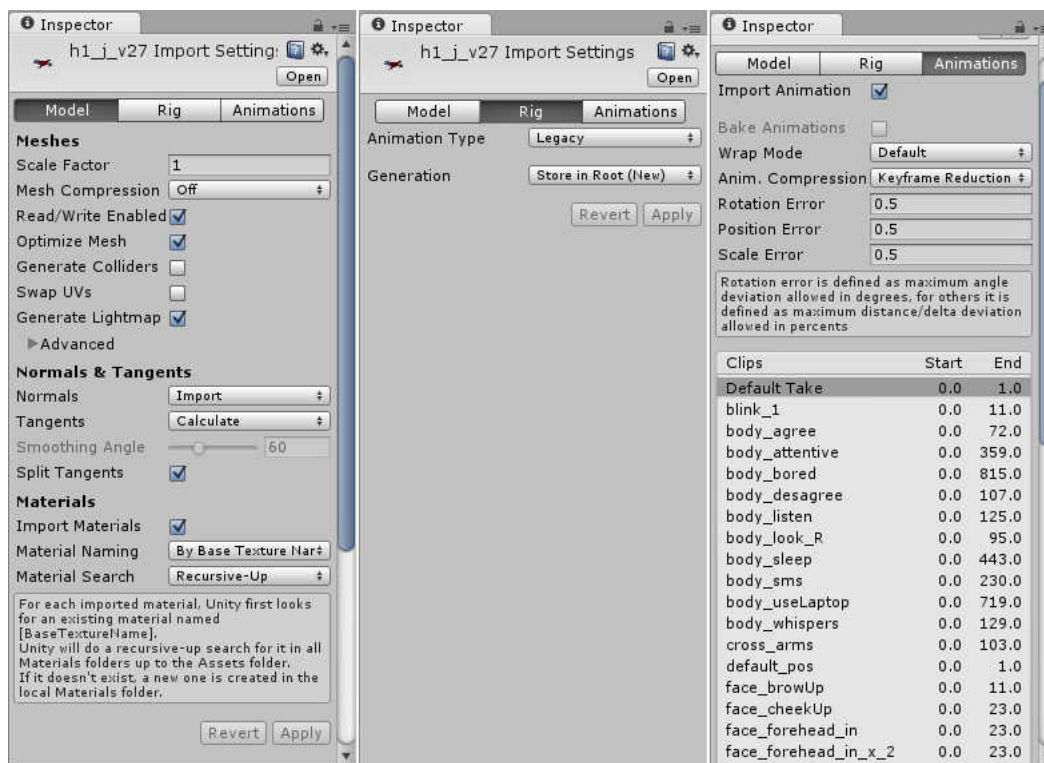 Inspector
h1_j_v27 Import Setting:
Open
Model Rig Animations
Meshes
Scale Factor 1
Mesh Compression Off
Read/Write Enabled
Optimize Mesh
Generate Colliders
Swap UVs
Generate Lightmap
Advanced
Normals & Tangents
Normals Import
Tangents Calculate
Smoothing Angle 60
Split Tangents
Materials
Import Materials
Material Naming By Base Texture Nar
Material Search Recursive-Up
For each imported material, Unity first looks
for an existing material named
[BaseTextureName].
Unity will do a recursive-up search for it in all
Materials folders up to the Assets folder.
If it doesn't exist, a new one is created in the
local Materials folder.
Revert Apply
Inspector
h1_j_v27 Import Settings
Open
Model Rig Animations
Animation Type Legacy
Generation Store in Root (New)
Revert Apply
Inspector
Model Rig Animations
Import Animation
Bake Animations
Wrap Mode Default
Anim. Compression Keyframe Reduction
Rotation Error 0.5
Position Error 0.5
Scale Error 0.5
Rotation error is defined as maximum angle
deviation allowed in degrees, for others it is
defined as maximum distance/delta deviation
allowed in percents
Clips Start End
Default Take 0.0 1.0
blink_1 0.0 11.0
body_agree 0.0 72.0
body_attentive 0.0 359.0
body_bored 0.0 815.0
body_desagree 0.0 107.0
body_listen 0.0 125.0
body_look_R 0.0 95.0
body_sleep 0.0 443.0
body_sms 0.0 230.0
body_useLaptop 0.0 719.0
body_whispers 0.0 129.0
cross_arms 0.0 103.0
default_pos 0.0 1.0
face_browUp 0.0 11.0
face_cheekUp 0.0 23.0
face_forehead_in 0.0 23.0
face_forehead_in_x_2 0.0 23.0